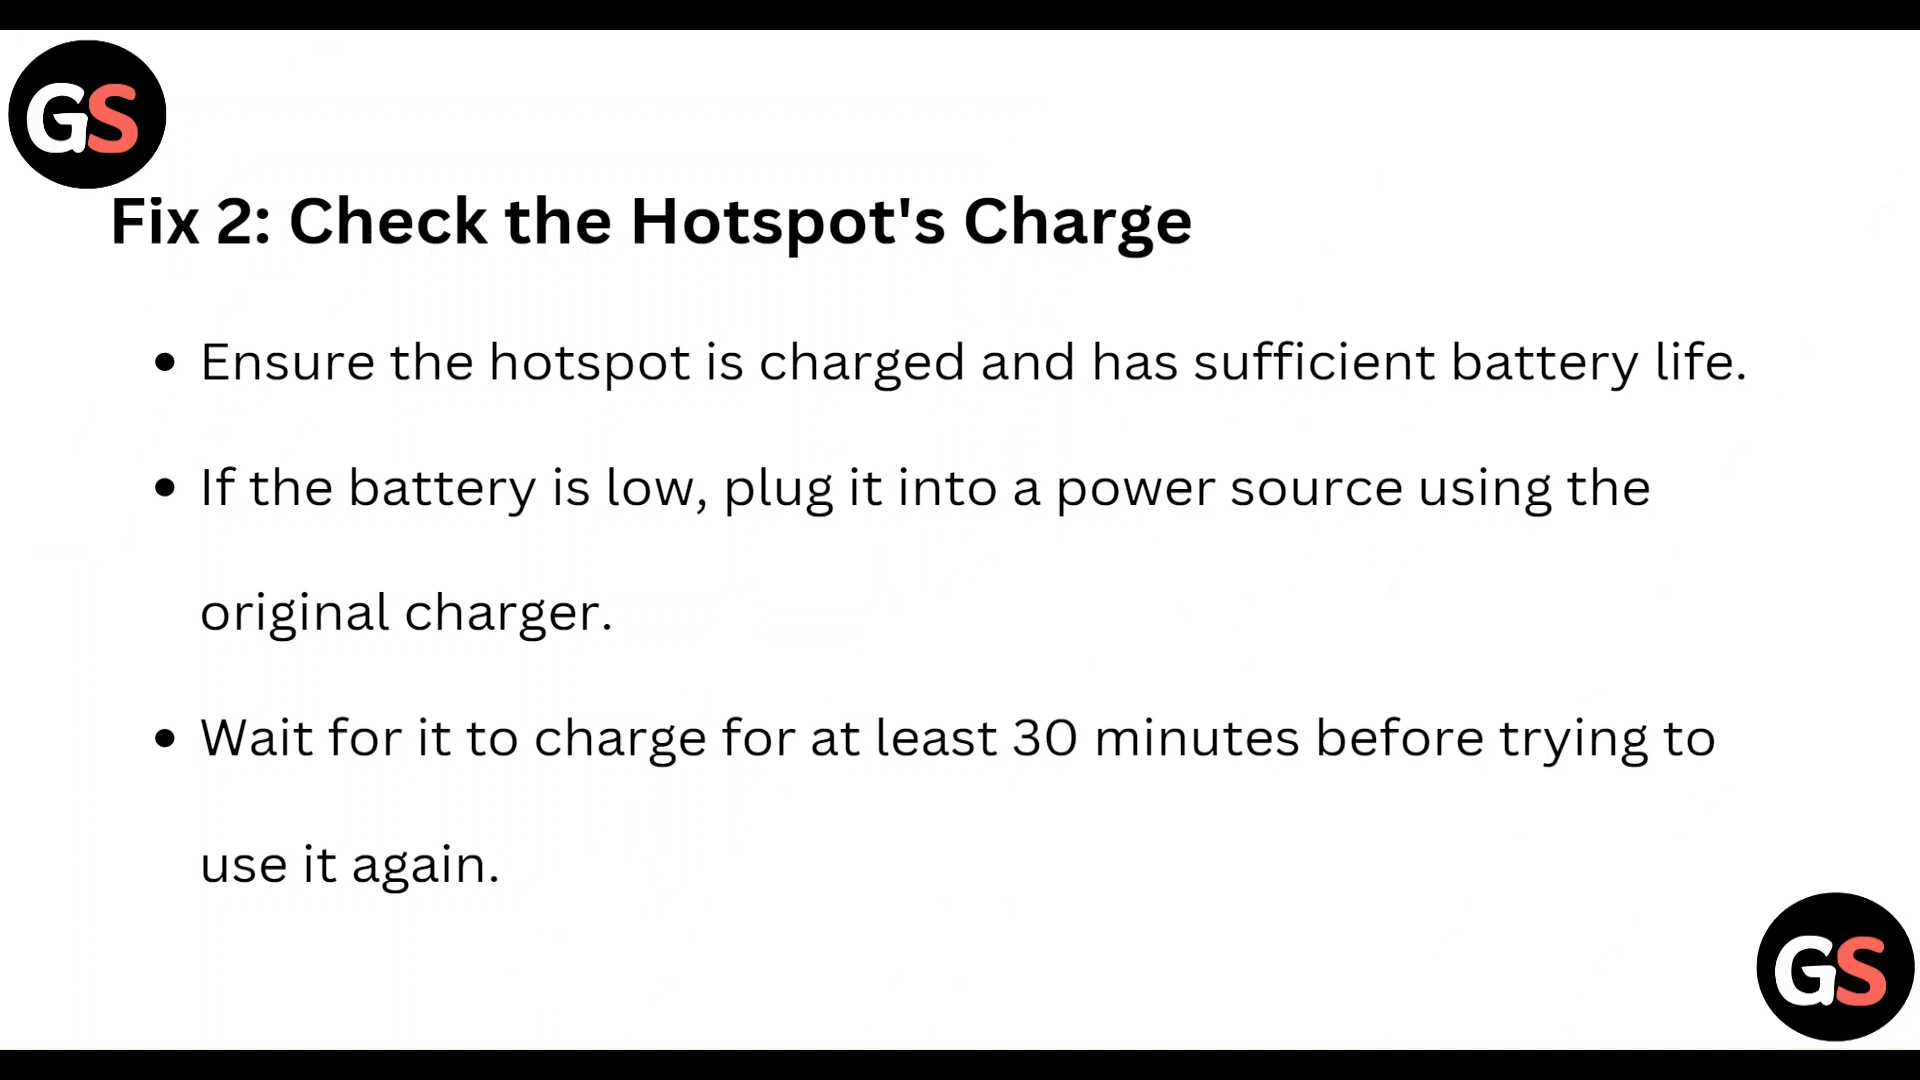 GS
Fix 2: Check the Hotspot's Charge
• Ensure the hotspot is charged and has sufficient battery life.
• If the battery is low, plug it into a power source using the
original charger.
• Wait for it to charge for at least 30 minutes before trying to
use it again.
GS